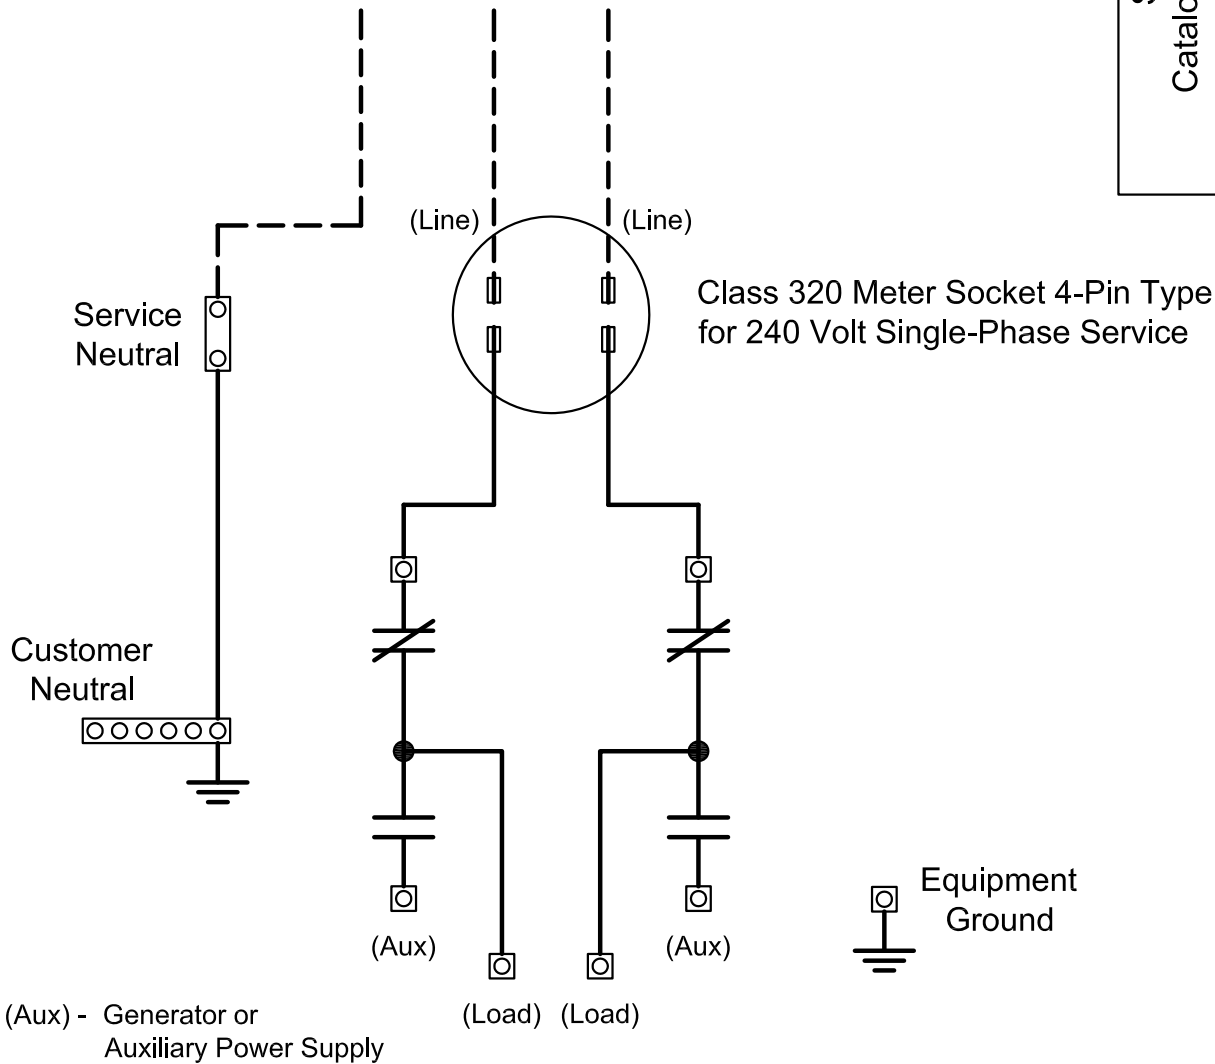 (Line)
(Line)
Class 320 Meter Socket 4-Pin Type
for 240 Volt Single-Phase Service
Service
Neutral
Customer
Neutral
Equipment
Ground
(Aux)
(Aux)
(Load)
(Load)
(Aux) - Generator or
Auxiliary Power Supply